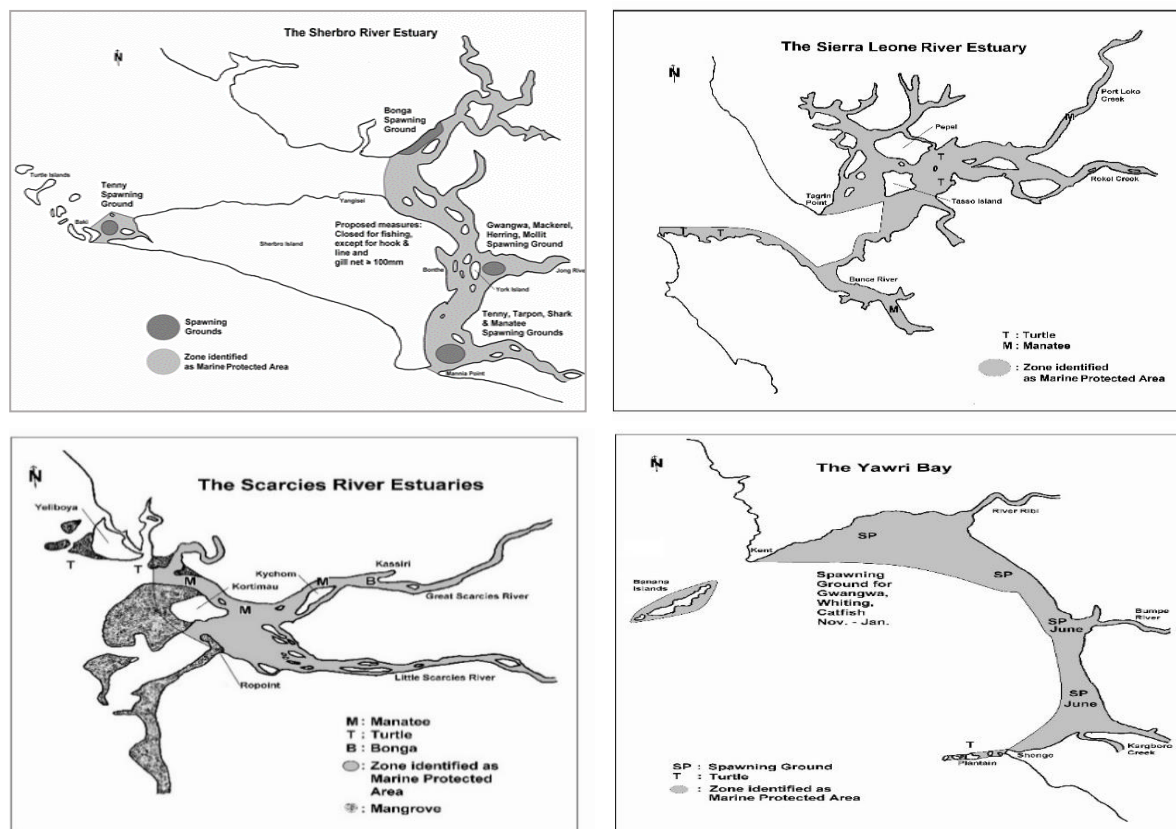 The Sherbro River Estuary
N
Bonga
Spawning
Ground
Turtle Islands
Tenny
Spawning
Ground
Baki
Yangisei
Sherbro Island
Proposed measures:
Closed for fishing,
except for hook &
line and
gill net ≥ 100mm
Gwangwa, Mackerel,
Herring, Mollit
Spawning Ground
Bonthe
Jong Rive
York Island
Tenny, Tarpon, Shark
& Manatee
Spawning Grounds
Mannia Point
Spawning
Grounds
Zone identified
as Marine Protected Area
The Sierra Leone River Estuary
N
Port Loko
Creek
M
Pepel
T
T
Rokel Creek
Tagrin
Point
Tasso Island
T T
Bunce River
M
T : Turtle
M : Manatee
: Zone identified
as Marine Protected Area
N
The Scarcies River Estuaries
Yeliboya
T
T
M
Kortimau
Kychom
M
Kassiri
B
Great Scarcies River
M
Little Scarcies River
Ropoint
M : Manatee
T : Turtle
B : Bonga
: Zone identified as
Marine Protected
Area
: Mangrove
N
The Yawri Bay
River Ribi
Kent
SP
SP
Banana
Islands
Spawning
Ground for
Gwangwa,
Whiting,
Catfish
Nov. - Jan.
SP
June
Bumpe
River
SP
June
T
Plantain
Shenge
Kargboro
Creek
SP : Spawning Ground
T : Turtle
: Zone identified as
Marine Protected Area